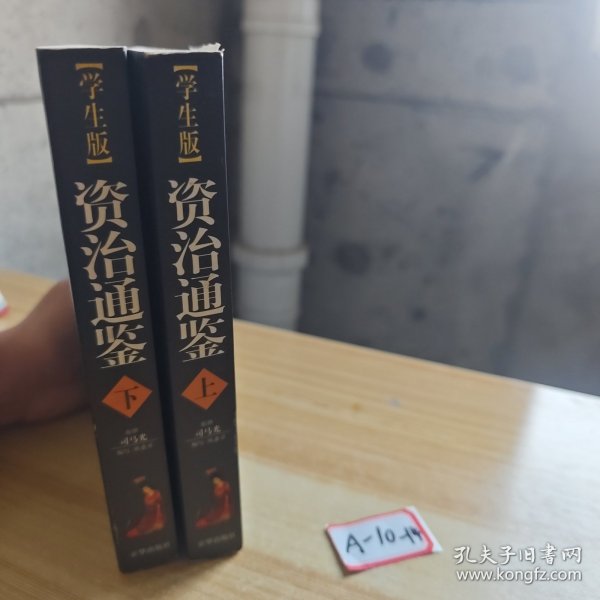 【学生版】
资治通鉴
下
司马光
【学生版】
资治通鉴
上
司马光
A-10-14
孔夫子旧书网
www.kongfz.com